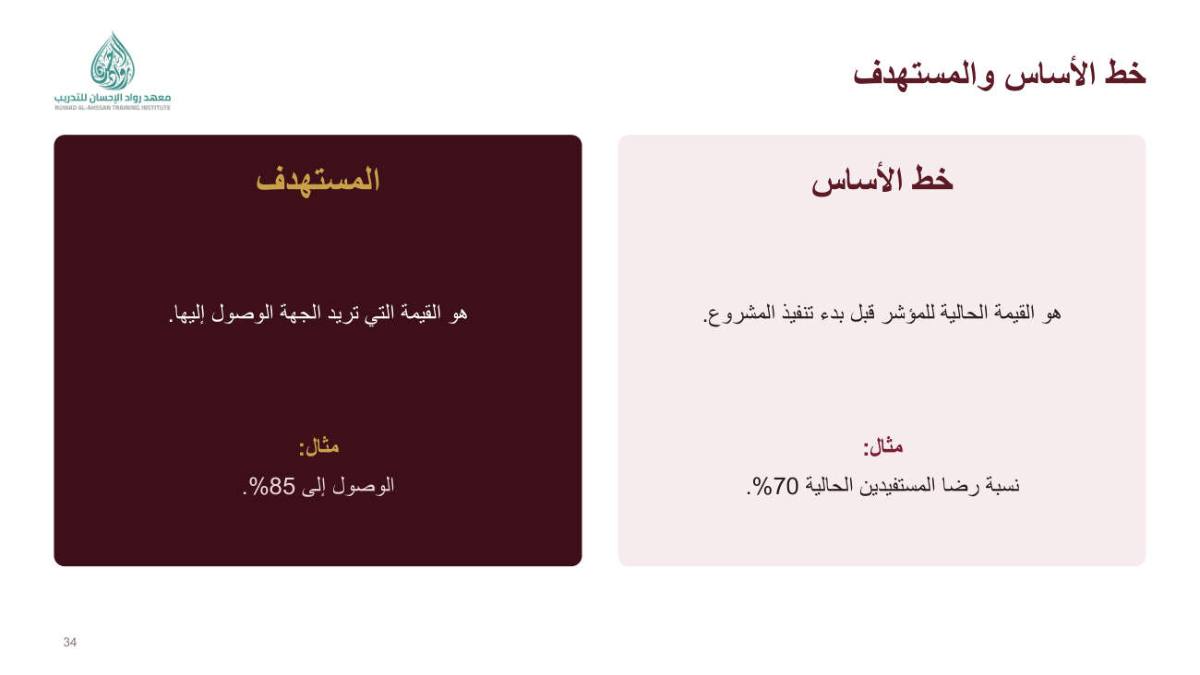 خط الأساس والمستهدف
معهد رواد الإحسان للتدريب
RUWAD AL-AHSSAN TRAINING INSTITUTE
خط الأساس
هو القيمة الحالية للمؤشر قبل بدء تنفيذ المشروع.
مثال:
نسبة رضا المستفيدين الحالية 70%.
المستهدف
هو القيمة التي تريد الجهة الوصول إليها.
مثال:
الوصول إلى 85%.
34